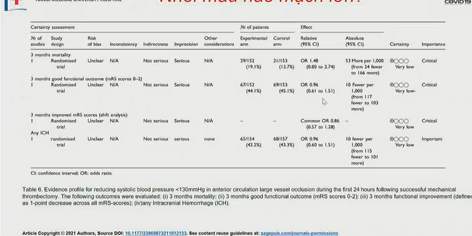 Nhồi máu não mạch lớn?
COVID19
Certainty assessment
№ of patients
Effect
№ of studies
Study design
Risk of bias
Inconsistency
Indirectness
Imprecision
Other considerations
Experimental arm
Control arm
Relative (95% CI)
Absolute (95% CI)
Certainty
Importance
3 months mortality
1 Randomised trial Unclear N/A Not serious Serious N/A 29/152 (19.1%) 21/153 (13.7%) OR 1.48 (0.80 to 2.74) 53 More per 1,000 (from 24 fewer to 166 more) Very low Critical
3 months good functional outcome (mRS scores 0–2)
1 Randomised trial Unclear N/A Not serious Serious N/A 67/152 (44.1%) 69/153 (45.1%) OR 0.96 (0.61 to 1.51) 10 Fewer per 1,000 (from 117 fewer to 103 more) Very low Critical
3 months improved mRS scores (shift analysis)
1 Randomised trial Unclear N/A Not serious Serious N/A – – Common OR 0.86 (0.57 to 1.28) – Very low Critical
Any ICH
1 randomised trial Unclear N/A Not serious serious none 65/154 (42.2%) 68/157 (43.3%) OR 0.96 (0.60 to 1.51) 10 fewer per 1,000 (from 115 fewer to 101 more) Very low Important
CI: confidence interval; OR: odds ratio.
Table 6. Evidence profile for reducing systolic blood pressure <130mmHg in anterior circulation large vessel occlusion during the first 24 hours following successful mechanical
thrombectomy. The following outcomes were evaluated: (i) 3 months mortality; (ii) 3 months good functional outcome (mRS scores 0-2); (iii) 3 months functional improvement (define
as 1-point decrease across all mRS-scores); (iv)any Intracranial Hemorrhage (ICH).
Article Copyright © 2021 Authors, Source DOI: 10.1177/23969873211012133. See content reuse guidelines at: sagepub.com/journals-permissions